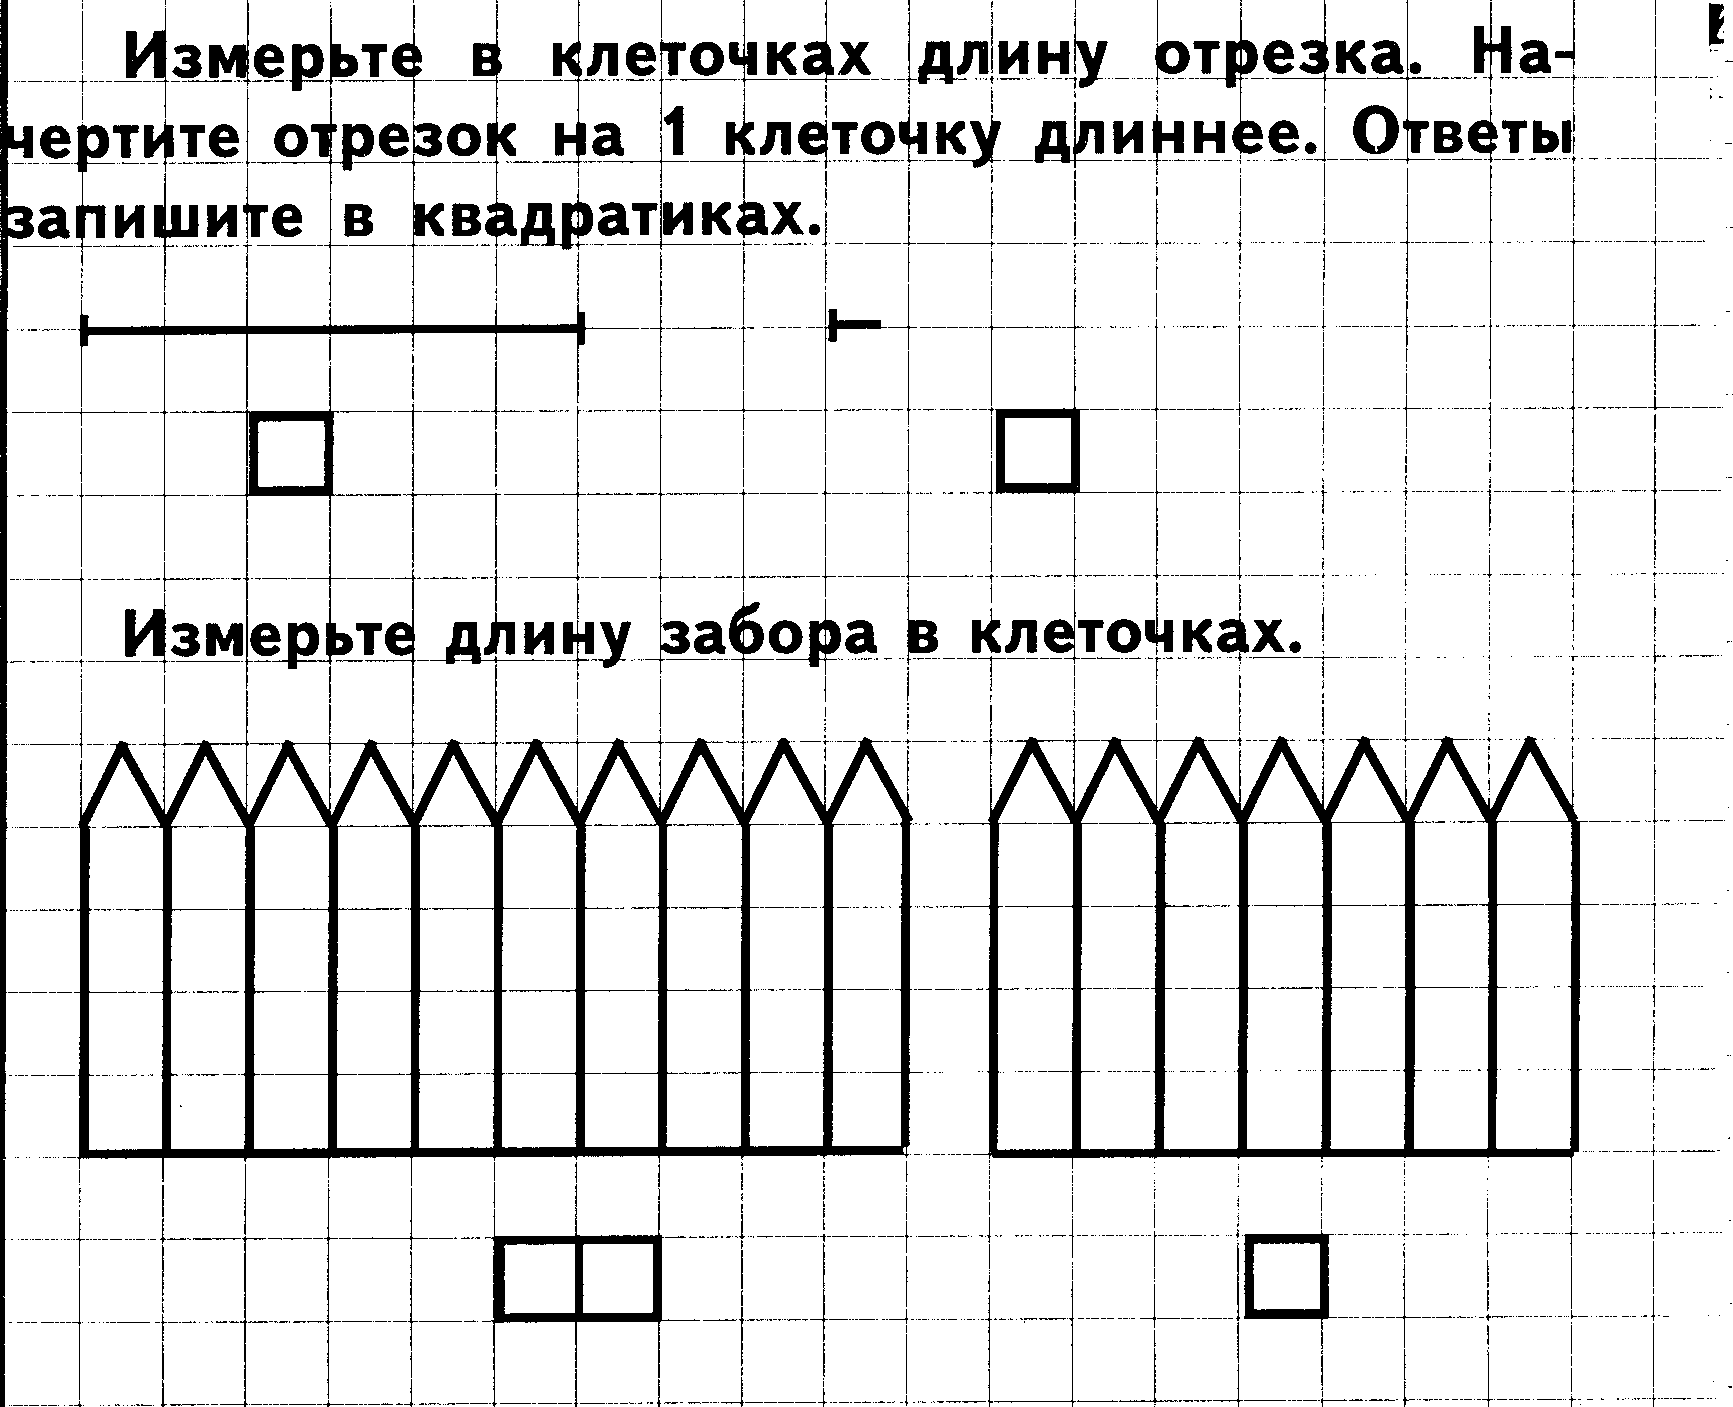 Измерьте в клеточках длину отрезка. На-
чертите отрезок на 1 клеточку длиннее. Ответы
запишите в квадратиках.
Измерьте длину забора в клеточках.